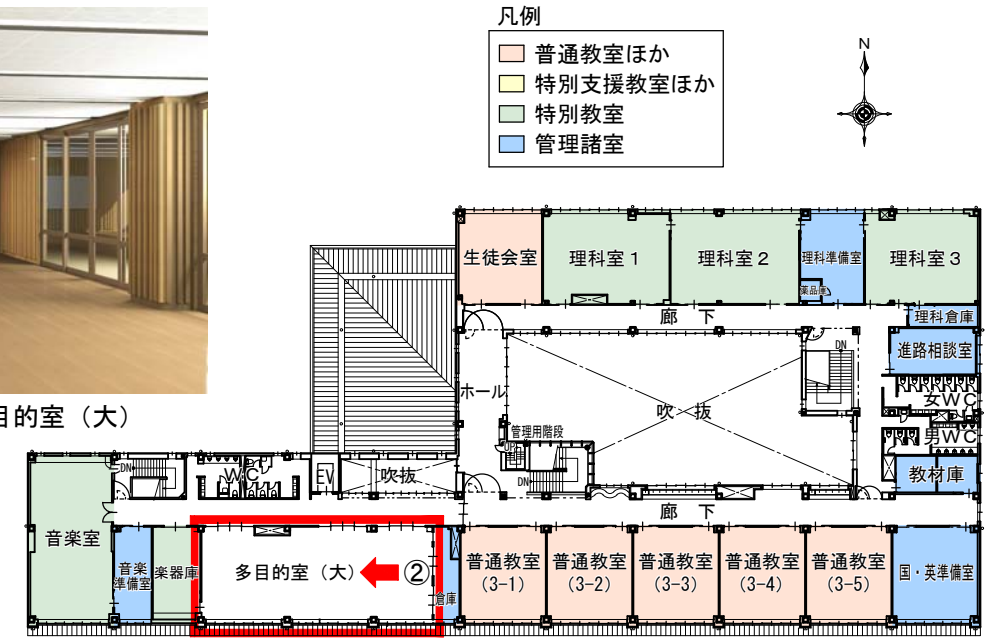 凡例
普通教室ほか
特別支援教室ほか
特別教室
管理諸室
N
目的室（大）
生徒会室
理科室１
理科室２
理科準備室
薬品庫
理科室３
廊 下
理科倉庫
進路相談室
DN
ホール
吹 抜
女ＷＣ
管理用階段
UP
男ＷＣ
DN
ＷＣ
EV
吹抜
DN
教材庫
廊 下
音楽室
音楽
準備室
楽器庫
多目的室（大）
②
倉庫
普通教室
(3-1)
普通教室
(3-2)
普通教室
(3-3)
普通教室
(3-4)
普通教室
(3-5)
国・英準備室